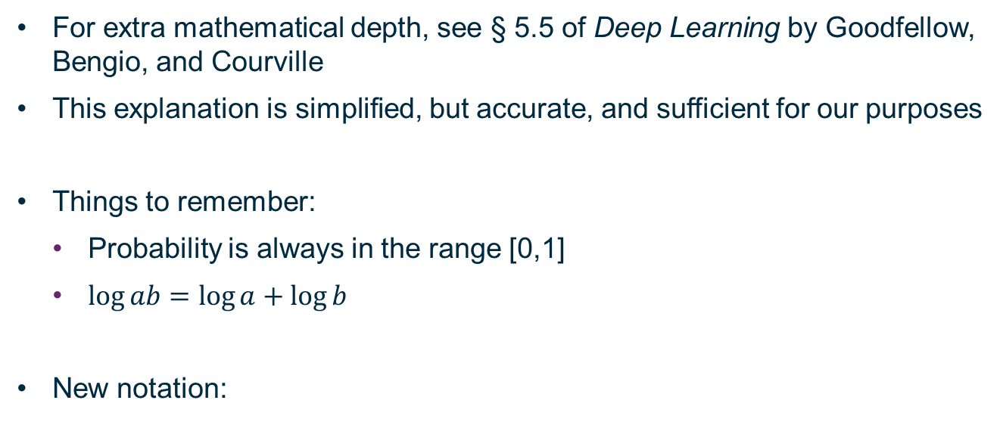 • For extra mathematical depth, see § 5.5 of Deep Learning by Goodfellow,
Bengio, and Courville
• This explanation is simplified, but accurate, and sufficient for our purposes
• Things to remember:
• Probability is always in the range [0,1]
• log ab = log a + log b
• New notation: